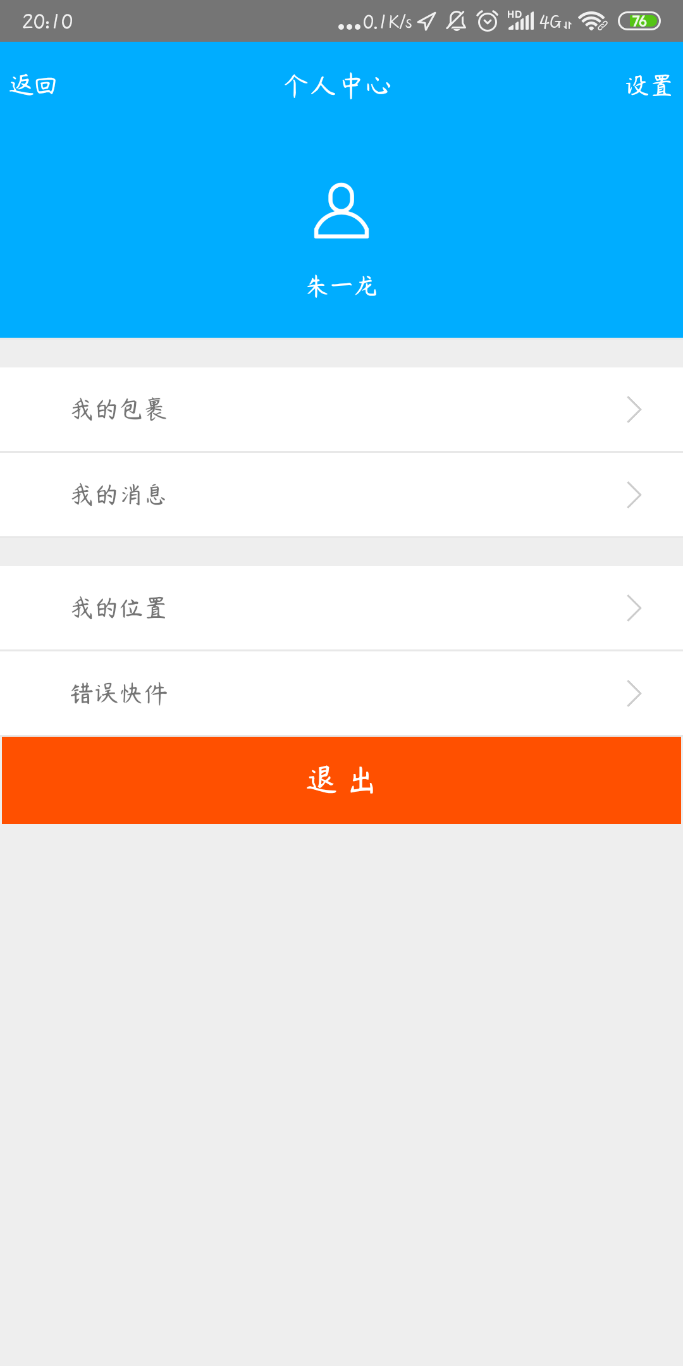 20:10 ...0.1K/s HD 4G 76
返回 个人中心 设置
朱一龙
我的包裹
我的消息
我的位置
错误快件
退出